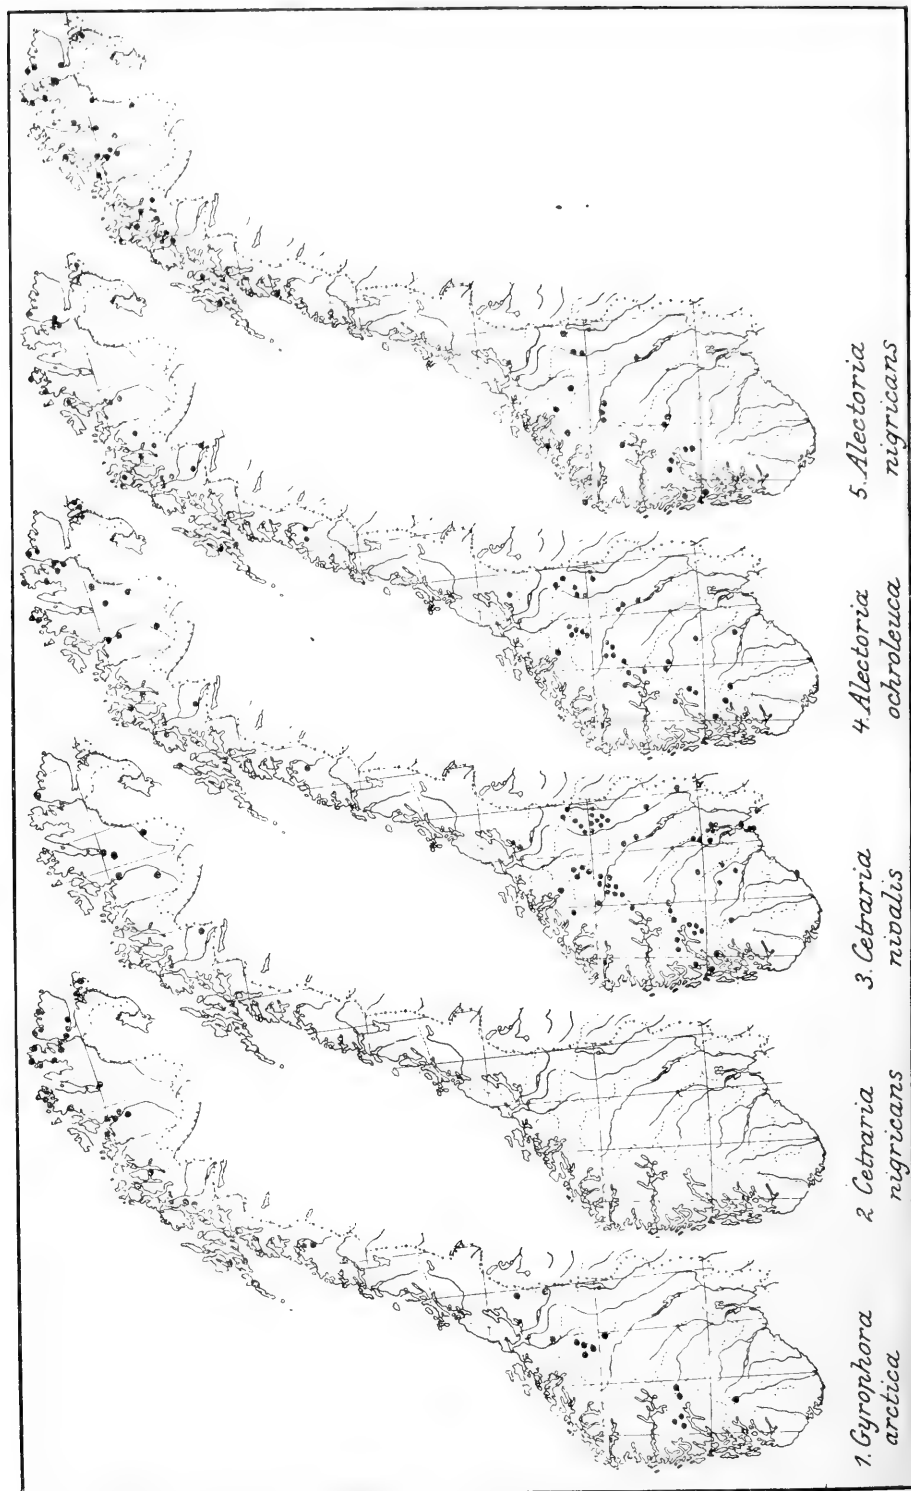 1. Gyrophora
arctica
2 Cetraria
nigricans
3. Cetraria
nivalis
4. Alectoria
ochroleuca
5. Alectoria
nigricans